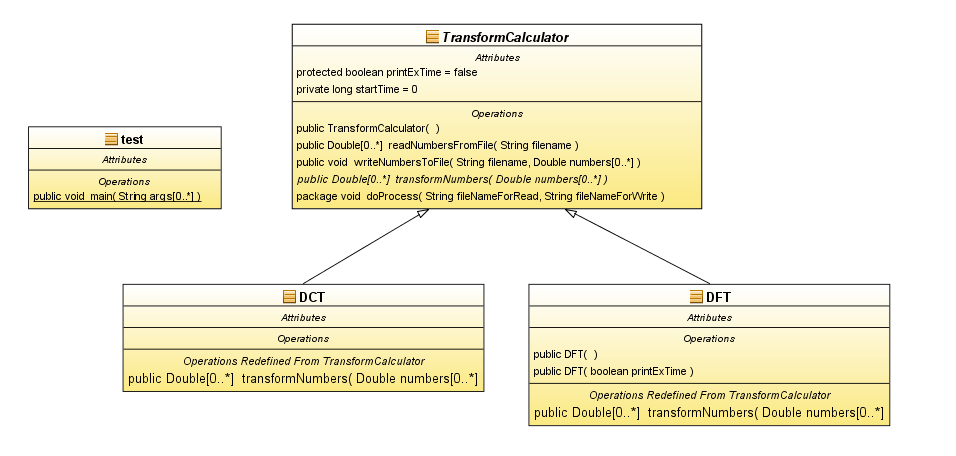 TransformCalculator
Attributes
protected boolean printExTime = false
private long startTime = 0
Operations
public TransformCalculator(  )
public Double[0..*]  readNumbersFromFile( String filename )
public void  writeNumbersToFile( String filename, Double numbers[0..*] )
public Double[0..*]  transformNumbers( Double numbers[0..*] )
package void  doProcess( String fileNameForRead, String fileNameForWrite )
test
Attributes
Operations
public void  main( String args[0..*] )
DCT
Attributes
Operations
Operations Redefined From TransformCalculator
public Double[0..*]  transformNumbers( Double numbers[0..*]
DFT
Attributes
Operations
public DFT(  )
public DFT( boolean printExTime )
Operations Redefined From TransformCalculator
public Double[0..*]  transformNumbers( Double numbers[0..*]